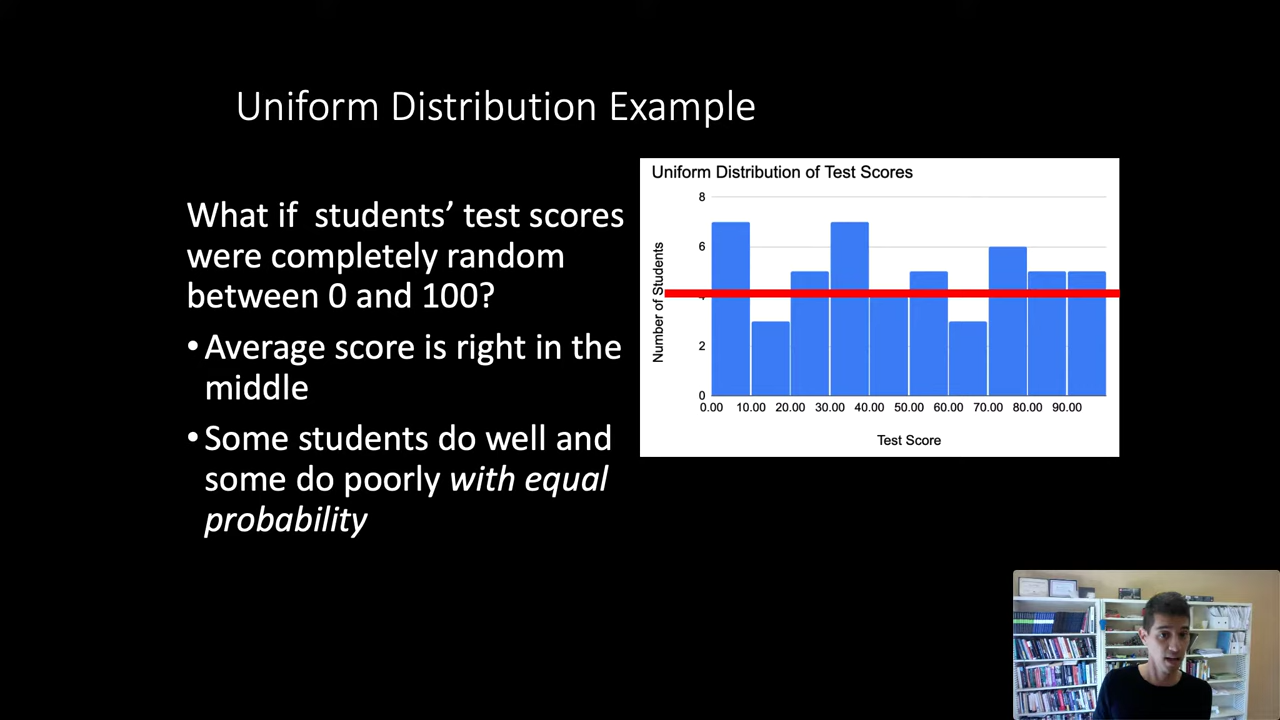 Uniform Distribution Example
What if  students’ test scores
were completely random
between 0 and 100?
•Average score is right in the
middle
•Some students do well and
some do poorly with equal
probability
Uniform Distribution of Test Scores
Number of Students
8
6
4
2
0
0.00 10.00 20.00 30.00 40.00 50.00 60.00 70.00 80.00 90.00
Test Score